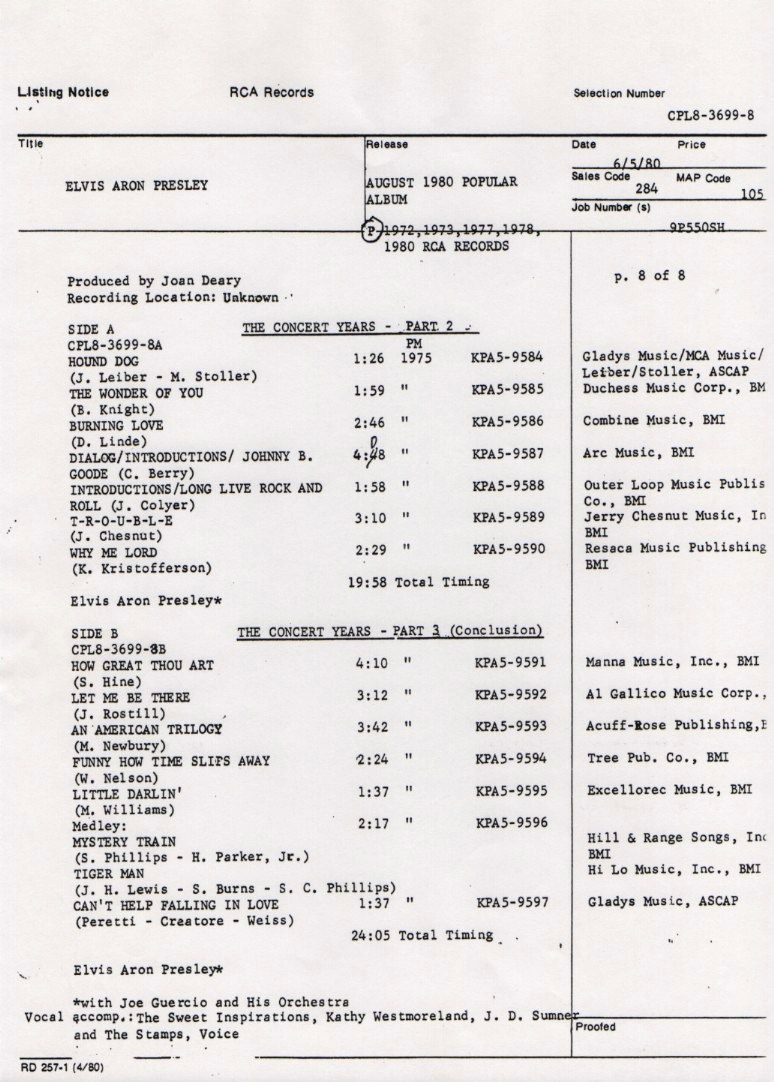 Listing Notice RCA Records Selection Number
CPL8-3699-8
Title Release Date Price
6/5/80
ELVIS ARON PRESLEY AUGUST 1980 POPULAR Sales Code MAP Code
ALBUM 284 105
Job Number (s)
P 1972,1973,1977,1978, 9P550SH
1980 RCA RECORDS
Produced by Joan Deary p. 8 of 8
Recording Location: Unknown
SIDE A THE CONCERT YEARS - PART 2
CPL8-3699-8A PM
HOUND DOG 1:26 1975 KPA5-9584 Gladys Music/MCA Music/
(J. Leiber - M. Stoller) Leiber/Stoller, ASCAP
THE WONDER OF YOU 1:59 " KPA5-9585 Duchess Music Corp., BM
(B. Knight)
BURNING LOVE 2:46 " KPA5-9586 Combine Music, BMI
(D. Linde)
DIALOG/INTRODUCTIONS/ JOHNNY B. " KPA5-9587 Arc Music, BMI
GOODE (C. Berry)
INTRODUCTIONS/LONG LIVE ROCK AND 1:58 " KPA5-9588 Outer Loop Music Publis
ROLL (J. Colyer) Co., BMI
T-R-O-U-B-L-E 3:10 " KPA5-9589 Jerry Chesnut Music, In
(J. Chesnut) BMI
WHY ME LORD 2:29 " KPA5-9590 Resaca Music Publishing
(K. Kristofferson) BMI
19:58 Total Timing
Elvis Aron Presley*
SIDE B THE CONCERT YEARS - PART 3 (Conclusion)
CPL8-3699-8B
HOW GREAT THOU ART 4:10 " KPA5-9591 Manna Music, Inc., BMI
(S. Hine)
LET ME BE THERE 3:12 " KPA5-9592 Al Gallico Music Corp.,
(J. Rostill)
AN AMERICAN TRILOGY 3:42 " KPA5-9593 Acuff-Rose Publishing,B
(M. Newbury)
FUNNY HOW TIME SLIPS AWAY 2:24 " KPA5-9594 Tree Pub. Co., BMI
(W. Nelson)
LITTLE DARLIN' 1:37 " KPA5-9595 Excellorec Music, BMI
(M. Williams)
Medley: 2:17 " KPA5-9596
MYSTERY TRAIN Hill & Range Songs, Inc
(S. Phillips - H. Parker, Jr.) BMI
TIGER MAN Hi Lo Music, Inc., BMI
(J. H. Lewis - S. Burns - S. C. Phillips)
CAN'T HELP FALLING IN LOVE 1:37 " KPA5-9597 Gladys Music, ASCAP
(Peretti - Creatore - Weiss)
24:05 Total Timing
Elvis Aron Presley*
*with Joe Guercio and His Orchestra
Vocal accomp.:The Sweet Inspirations, Kathy Westmoreland, J. D. Sumner
and The Stamps, Voice Proofed
RD 257-1 (4/80)